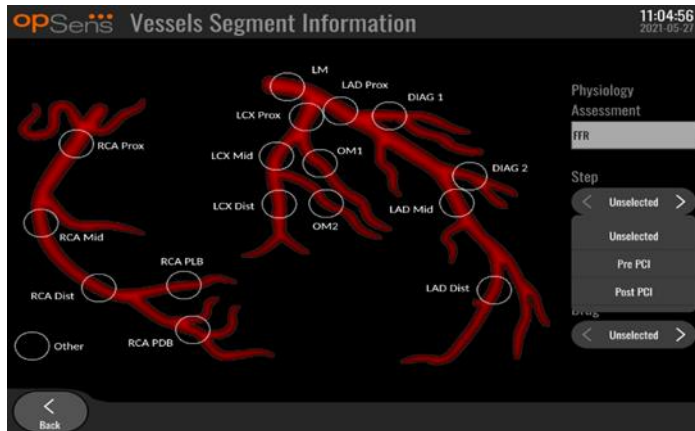 opSens Vessels Segment Information
11:04:56
2021-05-27
LM
LAD Prox
DIAG 1
LCX Prox
RCA Prox
LCX Mid
OM1
DIAG 2
LCX Dist
OM2
LAD Mid
RCA Mid
RCA PLB
RCA Dist
LAD Dist
RCA PDB
Other
Physiology
Assessment
FFR
Step
< Unselected >
Unselected
Pre PCI
Post PCI
Drug
< Unselected >
<
Back